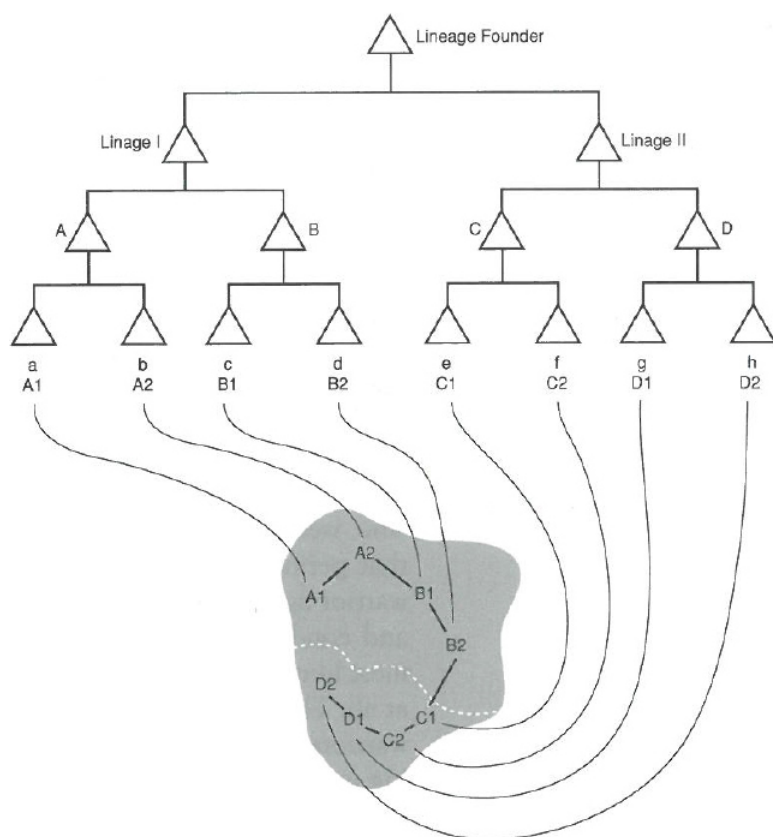 Lineage Founder
Linage I
Linage II
A
B
C
D
a
b
c
d
e
f
g
h
A1
A2
B1
B2
C1
C2
D1
D2
A2
A1
B1
B2
D2
D1
C1
C2